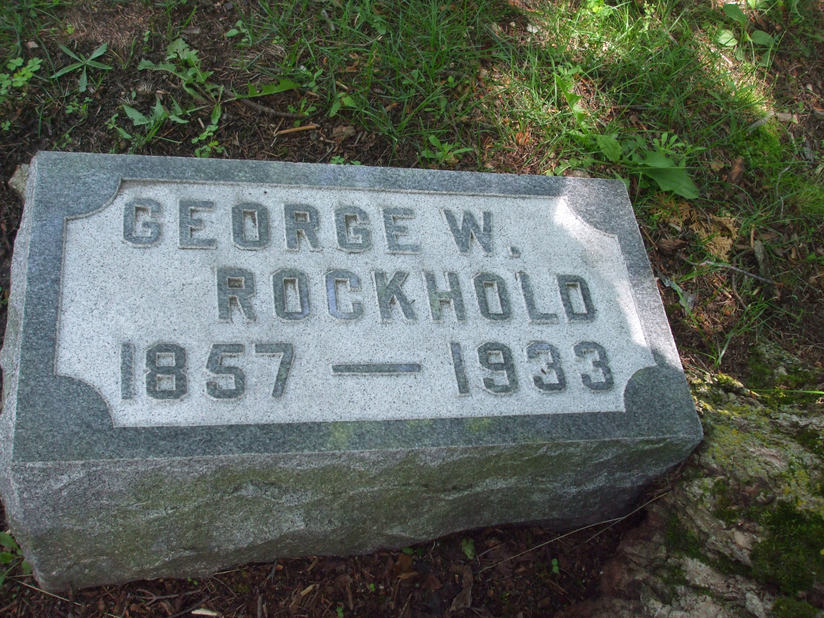 GEORGE W.
ROCKHOLD
1857 — 1933